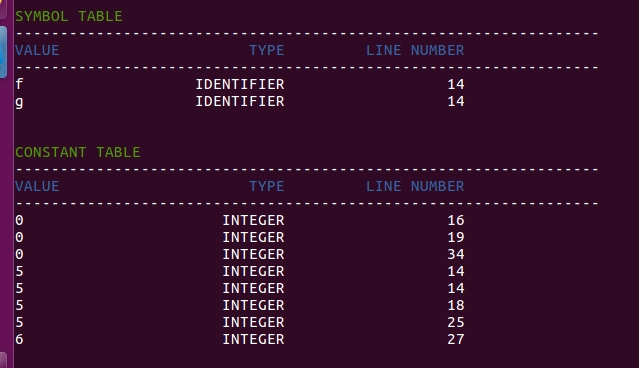 SYMBOL TABLE
-----------------------------------------------------------------
VALUE TYPE LINE NUMBER
-----------------------------------------------------------------
f IDENTIFIER 14
g IDENTIFIER 14
CONSTANT TABLE
-----------------------------------------------------------------
VALUE TYPE LINE NUMBER
-----------------------------------------------------------------
0 INTEGER 16
0 INTEGER 19
0 INTEGER 34
5 INTEGER 14
5 INTEGER 14
5 INTEGER 18
5 INTEGER 25
6 INTEGER 27